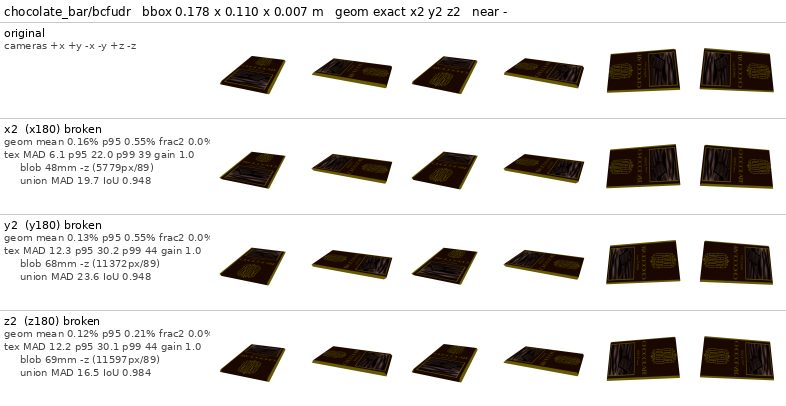 chocolate_bar/bcfudr bbox 0.178 x 0.110 x 0.007 m geom exact x2 y2 z2 near -
original
cameras +x +y -x -y +z -z
x2 (x180) broken
geom mean 0.16% p95 0.55% frac2 0.0%
tex MAD 6.1 p95 22.0 p99 39 gain 1.0
blob 48mm -z (5779px/89)
union MAD 19.7 IoU 0.948
y2 (y180) broken
geom mean 0.13% p95 0.55% frac2 0.0%
tex MAD 12.3 p95 30.2 p99 44 gain 1.0
blob 68mm -z (11372px/89)
union MAD 23.6 IoU 0.948
z2 (z180) broken
geom mean 0.12% p95 0.21% frac2 0.0%
tex MAD 12.2 p95 30.1 p99 44 gain 1.0
blob 69mm -z (11597px/89)
union MAD 16.5 IoU 0.984